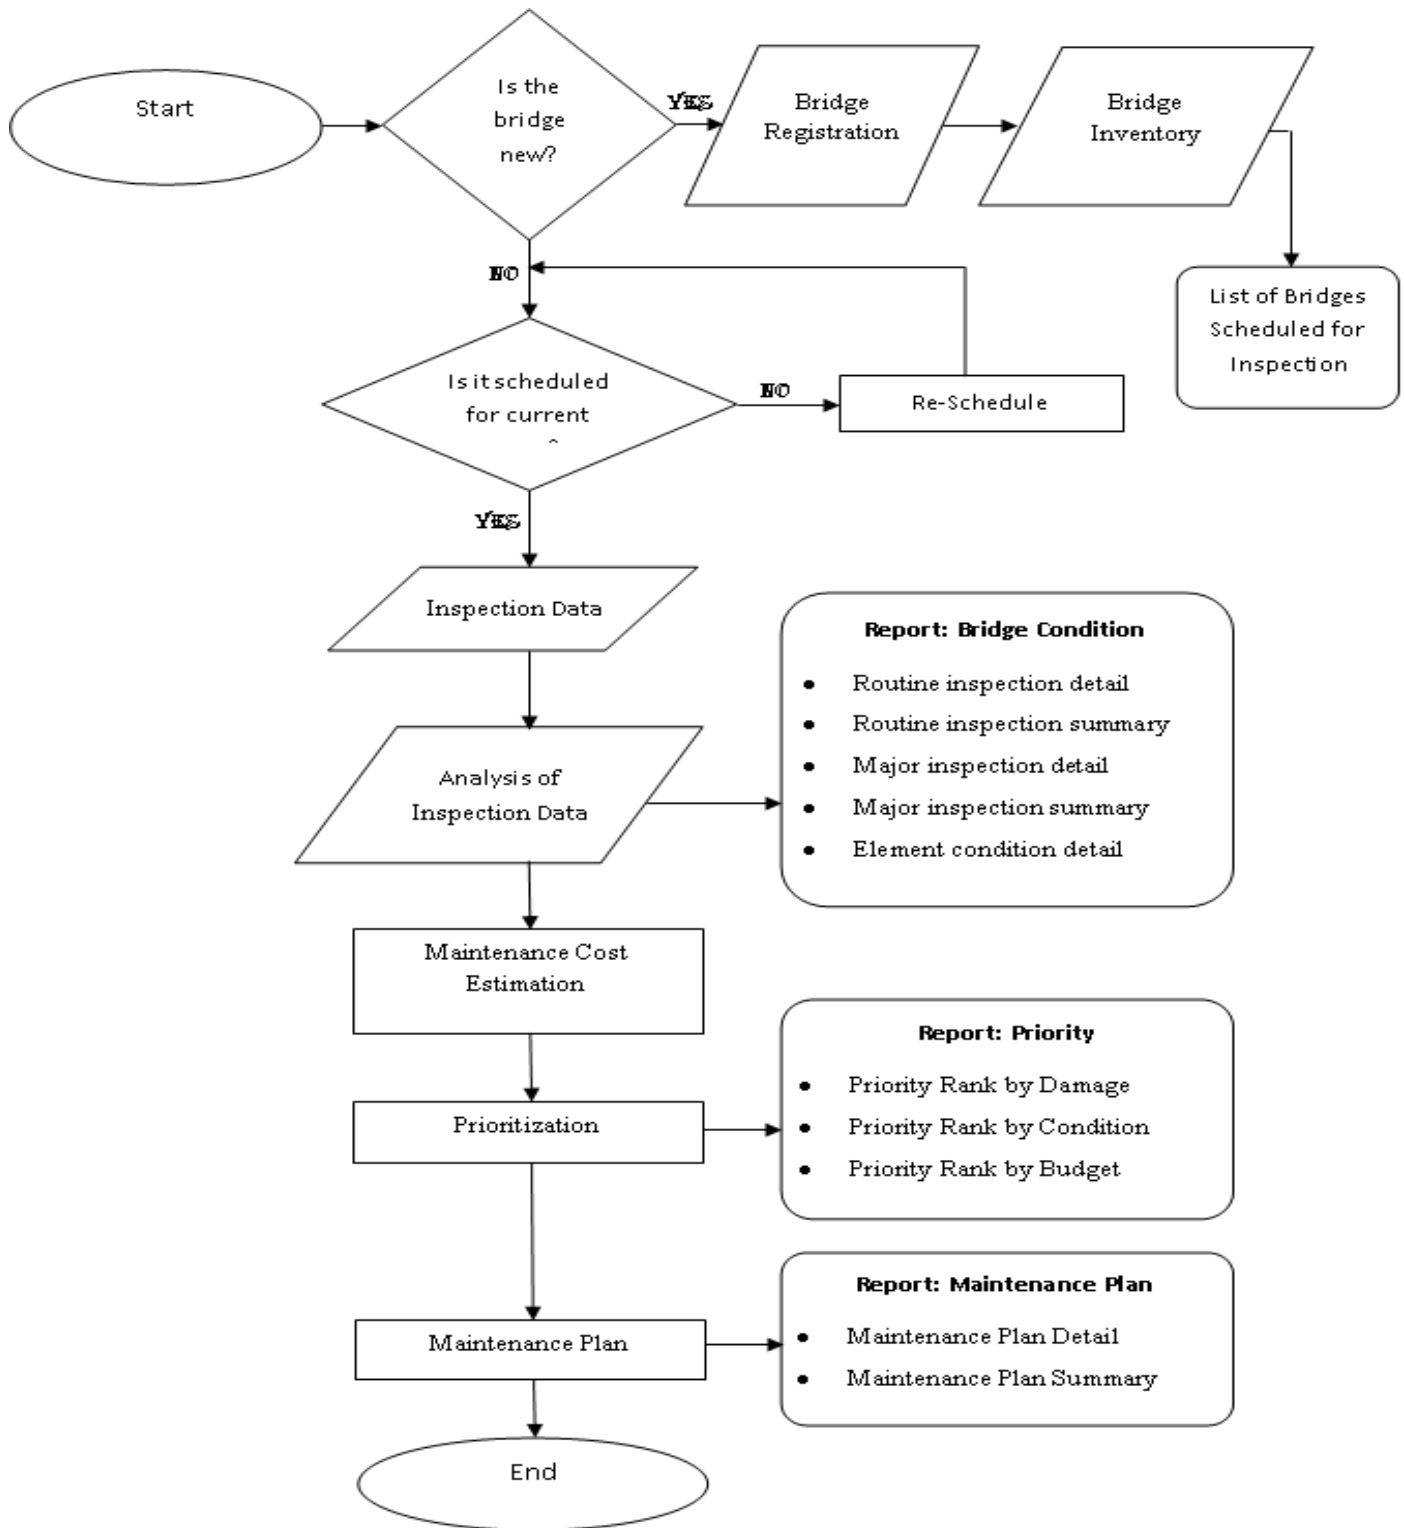 Start
Is the
bridge
new?
YES
Bridge
Registration
Bridge
Inventory
List of Bridges
Scheduled for
Inspection
NO
Is it scheduled
for current
NO
Re-Schedule
YES
Inspection Data
Analysis of
Inspection Data
Report: Bridge Condition
• Routine inspection detail
• Routine inspection summary
• Major inspection detail
• Major inspection summary
• Element condition detail
Maintenance Cost
Estimation
Prioritization
Report: Priority
• Priority Rank by Damage
• Priority Rank by Condition
• Priority Rank by Budget
Maintenance Plan
Report: Maintenance Plan
• Maintenance Plan Detail
• Maintenance Plan Summary
End